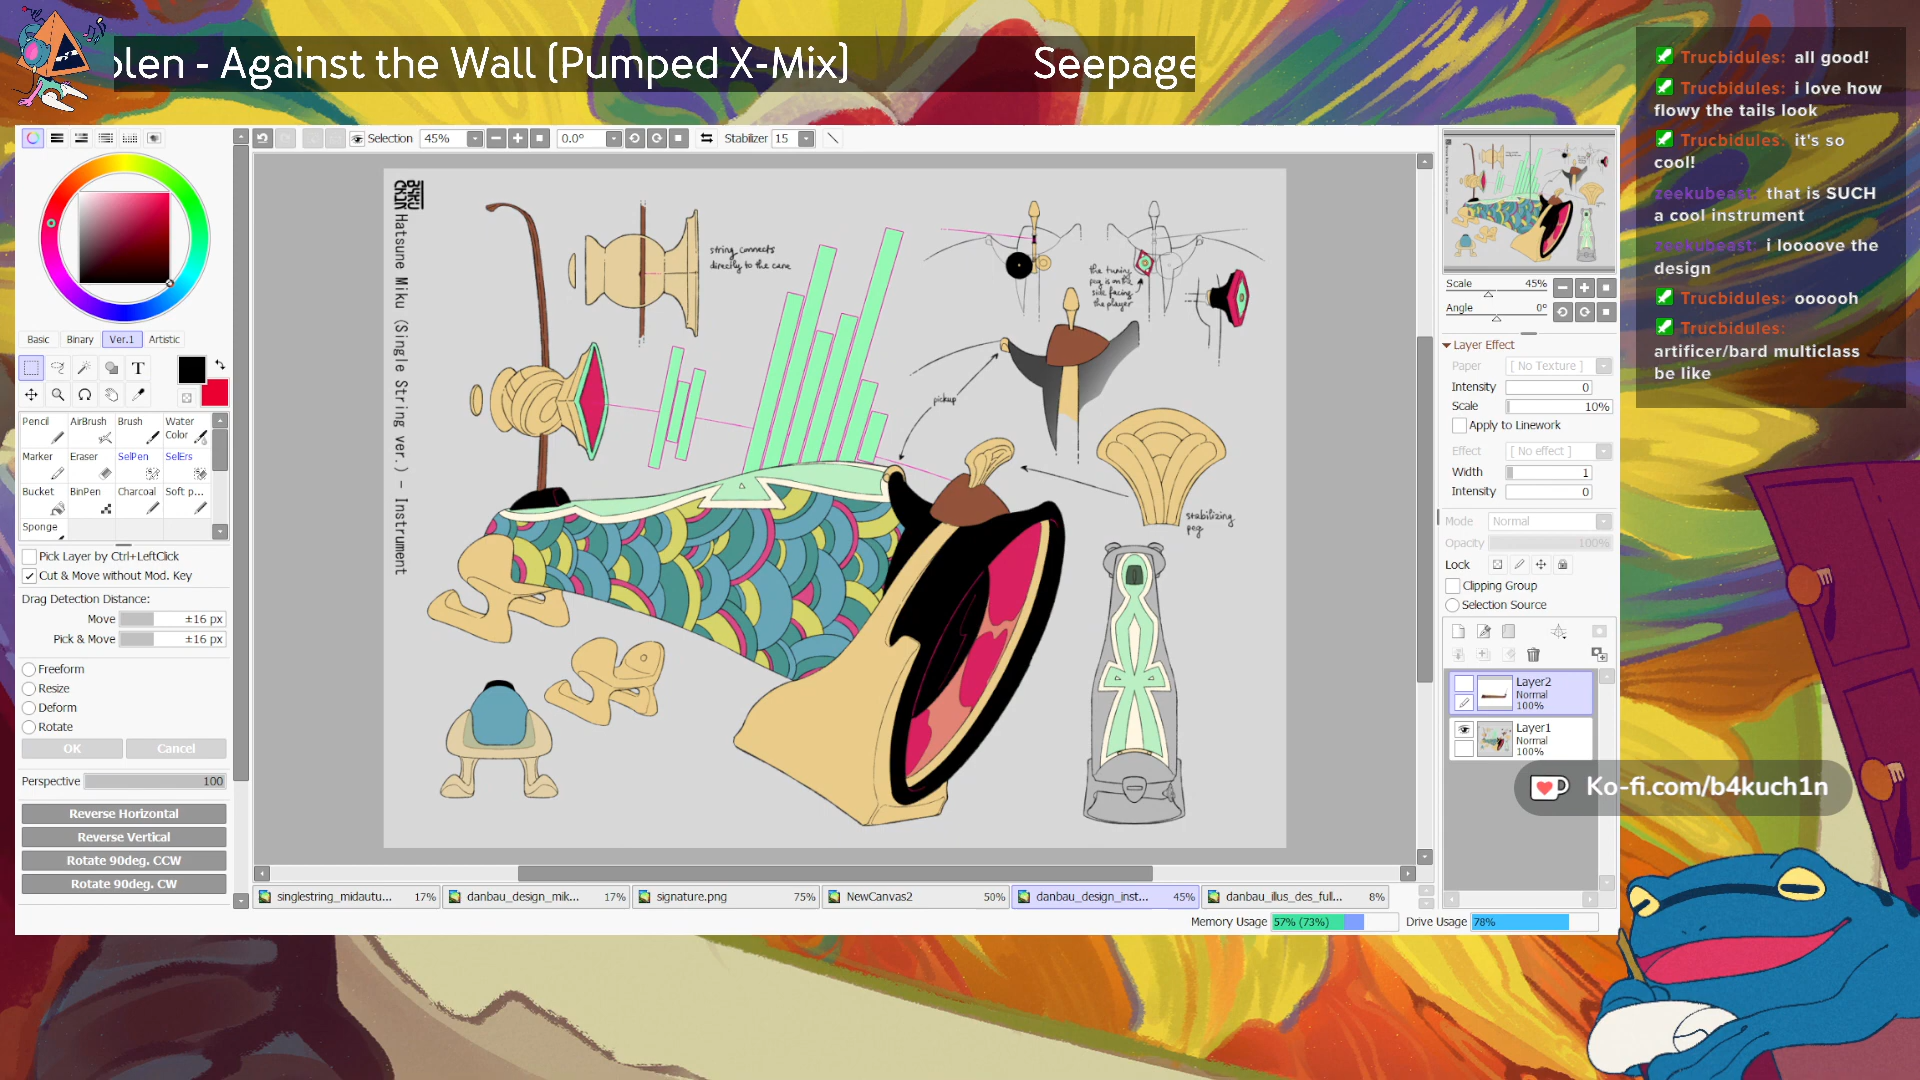 olen - Against the Wall (Pumped X-Mix)
Seepage
Trucbidules: all good!
Trucbidules: i love how
flowy the tails look
Trucbidules: it's so
cool!
zeekubeast: that is SUCH
a cool instrument
zeekubeast: i loooove the
design
Trucbidules: oooooh
Trucbidules:
artificer/bard multiclass
be like
Selection
45%
0.0°
Stabilizer
15
Basic
Binary
Ver.1
Artistic
T
Pencil
AirBrush
Brush
Water
Color
Marker
Eraser
SelPen
SelErs
Bucket
BinPen
Charcoal
Soft p...
Sponge
Pick Layer by Ctrl+LeftClick
Cut & Move without Mod. Key
Drag Detection Distance:
Move
±16 px
Pick & Move
±16 px
Freeform
Resize
Deform
Rotate
OK
Cancel
Perspective
100
Reverse Horizontal
Reverse Vertical
Rotate 90deg. CCW
Rotate 90deg. CW
Hatsune Miku (Single String ver.) - Instrument
string connects
directly to the cane
the tuning
peg is on the
side facing
the player
pickup
stabilizing
peg
Scale
45%
Angle
0°
Layer Effect
Paper
[ No Texture ]
Intensity
0
Scale
10%
Apply to Linework
Effect
[ No effect ]
Width
1
Intensity
0
Mode
Normal
Opacity
100%
Lock
Clipping Group
Selection Source
Layer2
Normal
100%
Layer1
Normal
100%
Ko-fi.com/b4kuch1n
singlestring_midautu...
17%
danbau_design_mik...
17%
signature.png
75%
NewCanvas2
50%
danbau_design_inst...
45%
danbau_illus_des_full...
8%
Memory Usage
57% (73%)
Drive Usage
78%